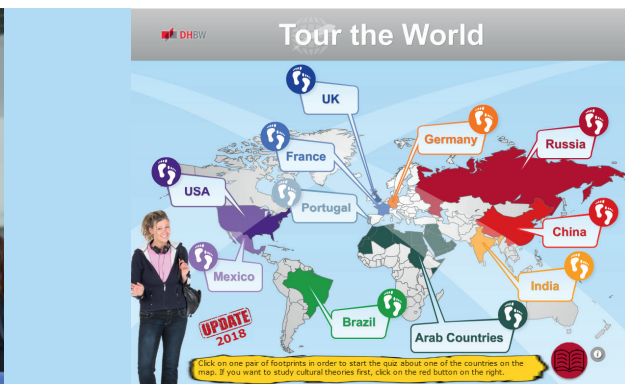 DHBW
Tour the World
UK
Germany
Russia
France
USA
Portugal
China
Mexico
India
Brazil
Arab Countries
UPDATE
2018
Click on one pair of footprints in order to start the quiz about one of the countries on the
map. If you want to study cultural theories first, click on the red button on the right.
i